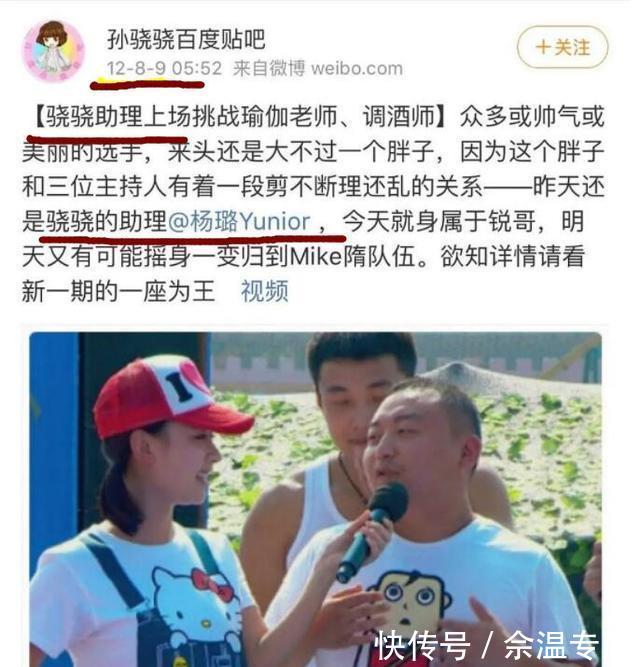 孙骁骁百度贴吧
+关注
12-8-9 05:52 来自微博 weibo.com
【骁骁助理上场挑战瑜伽老师、调酒师】众多或帅气或
美丽的选手，来头还是大不过一个胖子，因为这个胖子
和三位主持人有着一段剪不断理还乱的关系——昨天还
是骁骁的助理@杨璐Yunior ，今天就身属于锐哥，明
天又有可能摇身一变归到Mike隋队伍。欲知详情请看
新一期的一座为王 视频
I
快传号 / 余温专